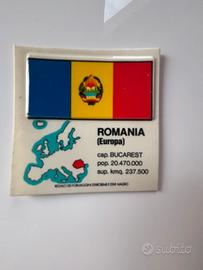 ROMANIA
(Europa)
cap. BUCAREST
pop. 20.470.000
sup. kmq. 237.500
subito